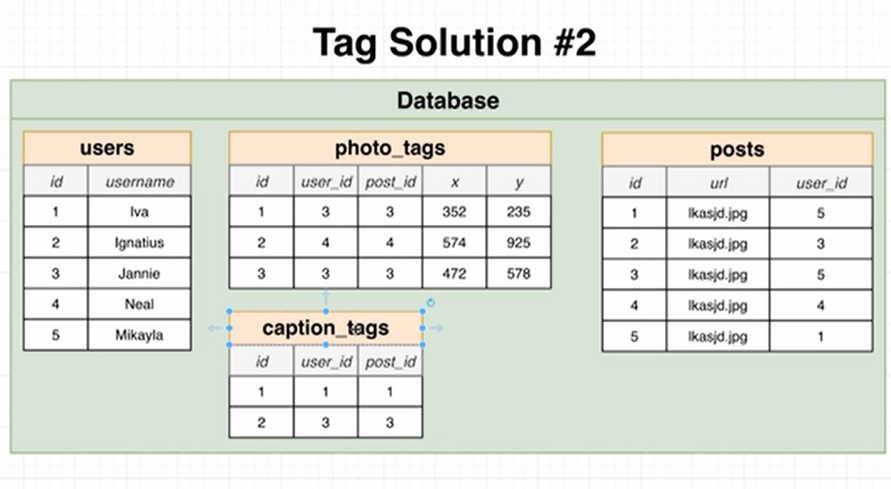 Tag Solution #2
Database
users
id username
1 Iva
2 Ignatius
3 Jannie
4 Neal
5 Mikayla
photo_tags
id user_id post_id x y
1 3 3 352 235
2 4 4 574 925
3 3 3 472 578
caption_tags
id user_id post_id
1 1 1
2 3 3
posts
id url user_id
1 lkasjd.jpg 5
2 lkasjd.jpg 3
3 lkasjd.jpg 5
4 lkasjd.jpg 4
5 lkasjd.jpg 1